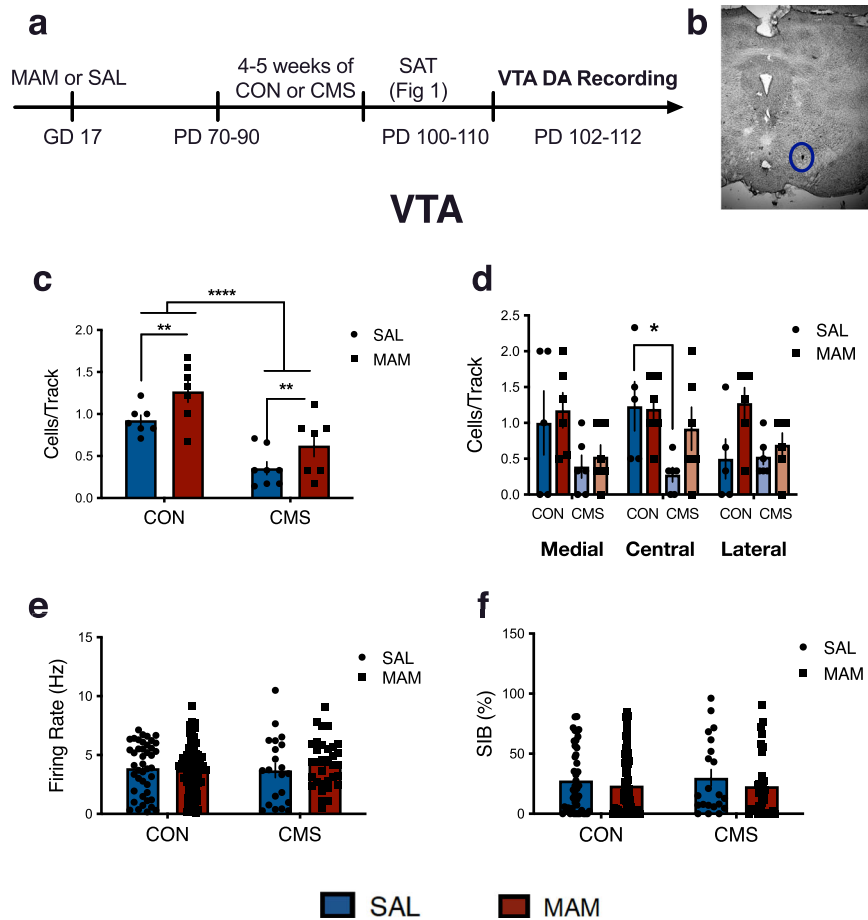 a
MAM or SAL
4-5 weeks of
CON or CMS
SAT
(Fig 1)
VTA DA Recording
GD 17
PD 70-90
PD 100-110
PD 102-112
b
VTA
c
Cells/Track
2.0
1.5
1.0
0.5
0.0
**
****
**
CON
CMS
SAL
MAM
d
Cells/Track
2.5
2.0
1.5
1.0
0.5
0.0
*
SAL
MAM
CON CMS CON CMS CON CMS
Medial Central Lateral
e
Firing Rate (Hz)
15
10
5
0
CON
CMS
SAL
MAM
f
SIB (%)
150
100
50
0
CON
CMS
SAL
MAM
SAL MAM